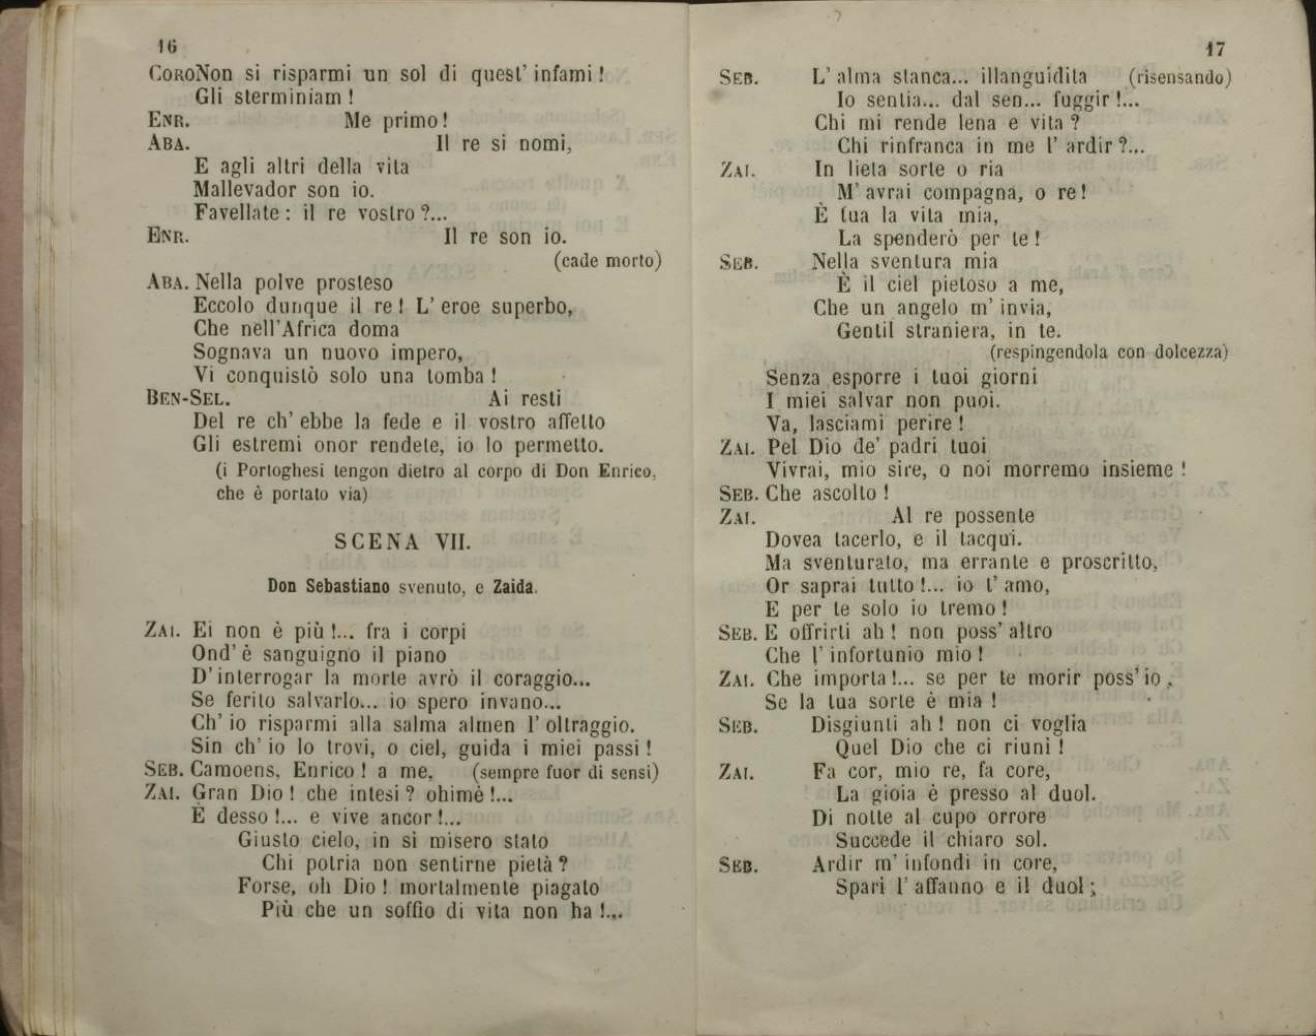 16
CORO Non si risparmi un sol di quest' infami!
Gli sterminiam!
ENR. Me primo!
ABA. Il re si nomi,
E agli altri della vita
Mallevador son io.
Favellate: il re vostro?...
ENR. Il re son io.
(cade morto)
ABA. Nella polve prosteso
Eccolo dunque il re! L' eroe superbo,
Che nell'Africa doma
Sognava un nuovo impero,
Vi conquistò solo una tomba!
BEN-SEL. Ai resti
Del re ch' ebbe la fede e il vostro affetto
Gli estremi onor rendete, io lo permetto.
(i Portoghesi tengon dietro al corpo di Don Enrico,
che è portato via)
SCENA VII.
Don Sebastiano svenuto, e Zaida.
ZAI. Ei non è più!... fra i corpi
Ond' è sanguigno il piano
D' interrogar la morte avrò il coraggio...
Se ferito salvarlo... io spero invano...
Ch' io risparmi alla salma almen l' oltraggio.
Sin ch' io lo trovi, o ciel, guida i miei passi!
SEB. Camoens, Enrico! a me, (sempre fuor di sensi)
ZAI. Gran Dio! che intesi? ohimè!...
È desso!... e vive ancor!...
Giusto cielo, in sì misero stato
Chi potria non sentirne pietà?
Forse, oh Dio! mortalmente piagato
Più che un soffio di vita non ha!...
17
SEB. L' alma stanca... illanguidita (risensando)
Io sentia... dal sen... fuggir!...
Chi mi rende lena e vita?
Chi rinfranca in me l' ardir?...
ZAI. In lieta sorte o ria
M' avrai compagna, o re!
È tua la vita mia,
La spenderò per te!
SEB. Nella sventura mia
È il ciel pietoso a me,
Che un angelo m' invia,
Gentil straniera, in te.
(respingendola con dolcezza)
Senza esporre i tuoi giorni
I miei salvar non puoi.
Va, lasciami perire!
ZAI. Pel Dio de' padri tuoi
Vivrai, mio sire, o noi morremo insieme!
SEB. Che ascolto!
ZAI. Al re possente
Dovea tacerlo, e il tacqui.
Ma sventurato, ma errante e proscritto,
Or saprai tutto!... io t' amo,
E per te solo io tremo!
SEB. E offrirti ah! non poss' altro
Che l' infortunio mio!
ZAI. Che importa!... se per te morir poss' io,
Se la tua sorte è mia!
SEB. Disgiunti ah! non ci voglia
Quel Dio che ci riunì!
ZAI. Fa cor, mio re, fa core,
La gioia è presso al duol.
Di notte al cupo orrore
Succede il chiaro sol.
SEB. Ardir m' infondi in core,
Sparì l' affanno e il duol;